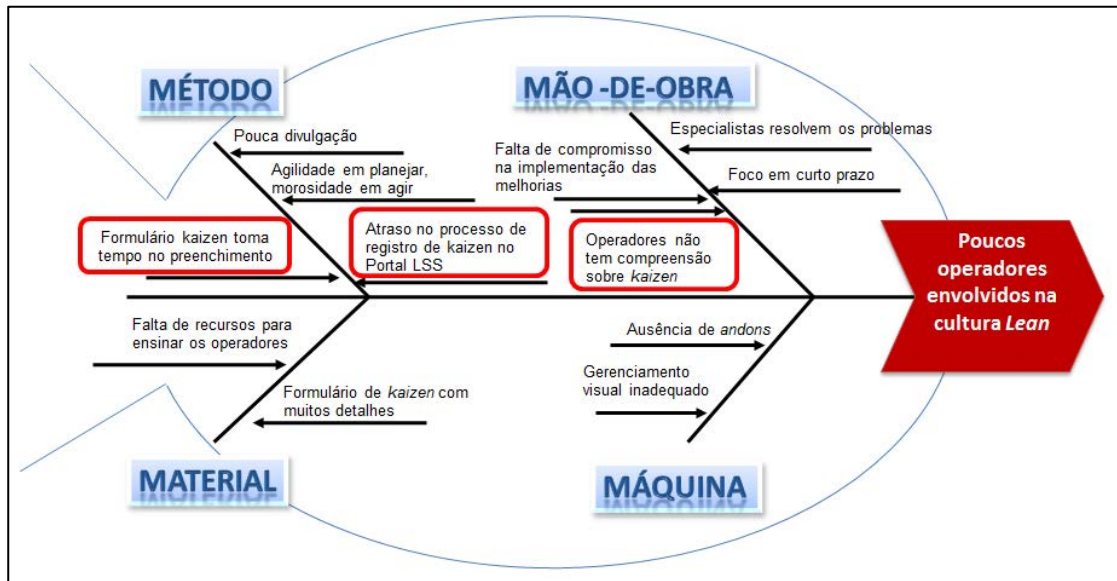 MÉTODO
MÃO -DE-OBRA
Pouca divulgação
Agilidade em planejar,
morosidade em agir
Formulário kaizen toma
tempo no preenchimento
Atraso no processo de
registro de kaizen no
Portal LSS
Especialistas resolvem os problemas
Falta de compromisso
na implementação das
melhorias
Foco em curto prazo
Operadores não
tem compreensão
sobre kaizen
Poucos
operadores
envolvidos na
cultura Lean
Falta de recursos para
ensinar os operadores
Formulário de kaizen com
muitos detalhes
Ausência de andons
Gerenciamento
visual inadequado
MATERIAL
MÁQUINA